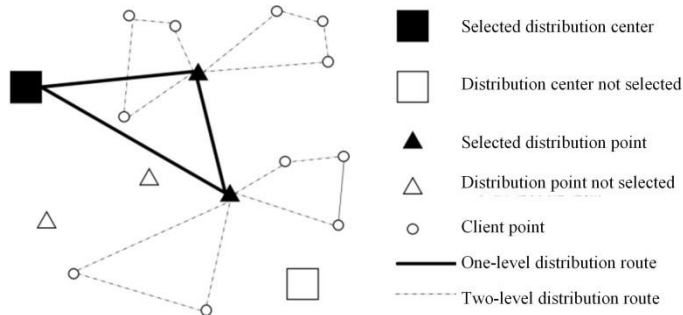 Selected distribution center
Distribution center not selected
Selected distribution point
Distribution point not selected
Client point
One-level distribution route
Two-level distribution route